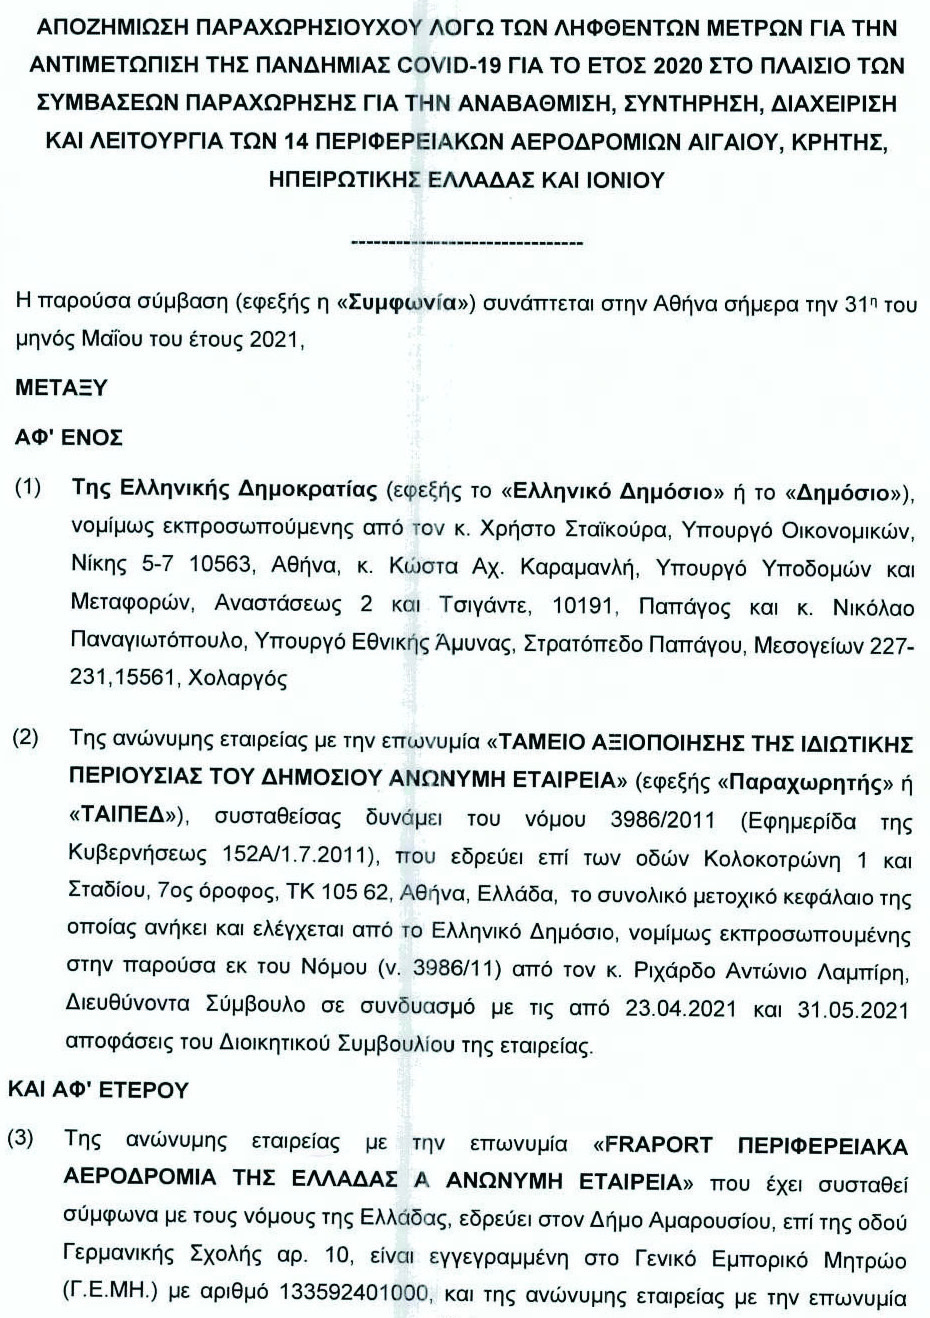 ΑΠΟΖΗΜΙΩΣΗ ΠΑΡΑΧΩΡΗΣΙΟΥΧΟΥ ΛΟΓΩ ΤΩΝ ΛΗΦΘΕΝΤΩΝ ΜΕΤΡΩΝ ΓΙΑ ΤΗΝ
ΑΝΤΙΜΕΤΩΠΙΣΗ ΤΗΣ ΠΑΝΔΗΜΙΑΣ COVID-19 ΓΙΑ ΤΟ ΕΤΟΣ 2020 ΣΤΟ ΠΛΑΙΣΙΟ ΤΩΝ
ΣΥΜΒΑΣΕΩΝ ΠΑΡΑΧΩΡΗΣΗΣ ΓΙΑ ΤΗΝ ΑΝΑΒΑΘΜΙΣΗ, ΣΥΝΤΗΡΗΣΗ, ΔΙΑΧΕΙΡΙΣΗ
ΚΑΙ ΛΕΙΤΟΥΡΓΙΑ ΤΩΝ 14 ΠΕΡΙΦΕΡΕΙΑΚΩΝ ΑΕΡΟΔΡΟΜΙΩΝ ΑΙΓΑΙΟΥ, ΚΡΗΤΗΣ,
ΗΠΕΙΡΩΤΙΚΗΣ ΕΛΛΑΔΑΣ ΚΑΙ ΙΟΝΙΟΥ
-------------------------------
Η παρούσα σύμβαση (εφεξής η «Συμφωνία») συνάπτεται στην Αθήνα σήμερα την 31η του
μηνός Μαΐου του έτους 2021,
ΜΕΤΑΞΥ
ΑΦ' ΕΝΟΣ
(1) Της Ελληνικής Δημοκρατίας (εφεξής το «Ελληνικό Δημόσιο» ή το «Δημόσιο»),
νομίμως εκπροσωπούμενης από τον κ. Χρήστο Σταϊκούρα, Υπουργό Οικονομικών,
Νίκης 5-7 10563, Αθήνα, κ. Κώστα Αχ. Καραμανλή, Υπουργό Υποδομών και
Μεταφορών, Αναστάσεως 2 και Τσιγάντε, 10191, Παπάγος και κ. Νικόλαο
Παναγιωτόπουλο, Υπουργό Εθνικής Άμυνας, Στρατόπεδο Παπάγου, Μεσογείων 227-
231,15561, Χολαργός
(2) Της ανώνυμης εταιρείας με την επωνυμία «ΤΑΜΕΙΟ ΑΞΙΟΠΟΙΗΣΗΣ ΤΗΣ ΙΔΙΩΤΙΚΗΣ
ΠΕΡΙΟΥΣΙΑΣ ΤΟΥ ΔΗΜΟΣΙΟΥ ΑΝΩΝΥΜΗ ΕΤΑΙΡΕΙΑ» (εφεξής «Παραχωρητής» ή
«ΤΑΙΠΕΔ»), συσταθείσας δυνάμει του νόμου 3986/2011 (Εφημερίδα της
Κυβερνήσεως 152Α/1.7.2011), που εδρεύει επί των οδών Κολοκοτρώνη 1 και
Σταδίου, 7ος όροφος, ΤΚ 105 62, Αθήνα, Ελλάδα, το συνολικό μετοχικό κεφάλαιο της
οποίας ανήκει και ελέγχεται από το Ελληνικό Δημόσιο, νομίμως εκπροσωπουμένης
στην παρούσα εκ του Νόμου (ν. 3986/11) από τον κ. Ριχάρδο Αντώνιο Λαμπίρη,
Διευθύνοντα Σύμβουλο σε συνδυασμό με τις από 23.04.2021 και 31.05.2021
αποφάσεις του Διοικητικού Συμβουλίου της εταιρείας.
ΚΑΙ ΑΦ' ΕΤΕΡΟΥ
(3) Της ανώνυμης εταιρείας με την επωνυμία «FRAPORT ΠΕΡΙΦΕΡΕΙΑΚΑ
ΑΕΡΟΔΡΟΜΙΑ ΤΗΣ ΕΛΛΑΔΑΣ Α ΑΝΩΝΥΜΗ ΕΤΑΙΡΕΙΑ» που έχει συσταθεί
σύμφωνα με τους νόμους της Ελλάδας, εδρεύει στον Δήμο Αμαρουσίου, επί της οδού
Γερμανικής Σχολής αρ. 10, είναι εγγεγραμμένη στο Γενικό Εμπορικό Μητρώο
(Γ.Ε.ΜΗ.) με αριθμό 133592401000, και της ανώνυμης εταιρείας με την επωνυμία